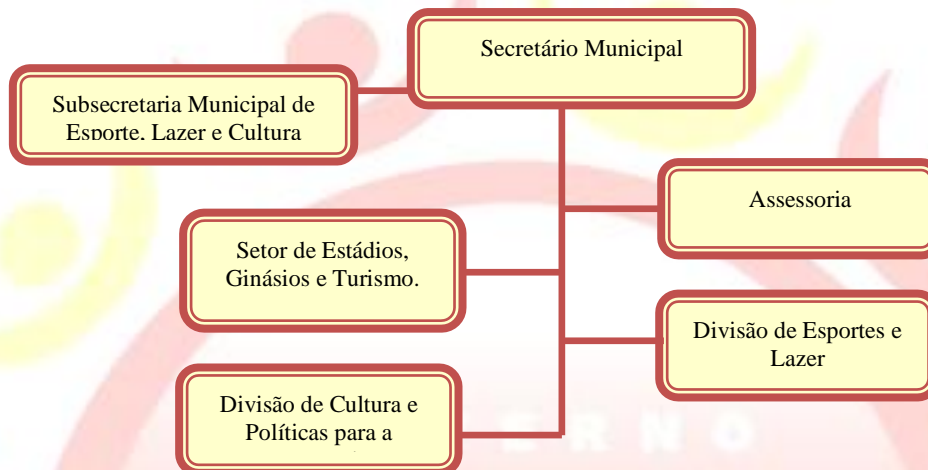 Secretário Municipal
Subsecretaria Municipal de
Esporte, Lazer e Cultura
Assessoria
Setor de Estádios,
Ginásios e Turismo.
Divisão de Esportes e
Lazer
Divisão de Cultura e
Políticas para a
ERNO